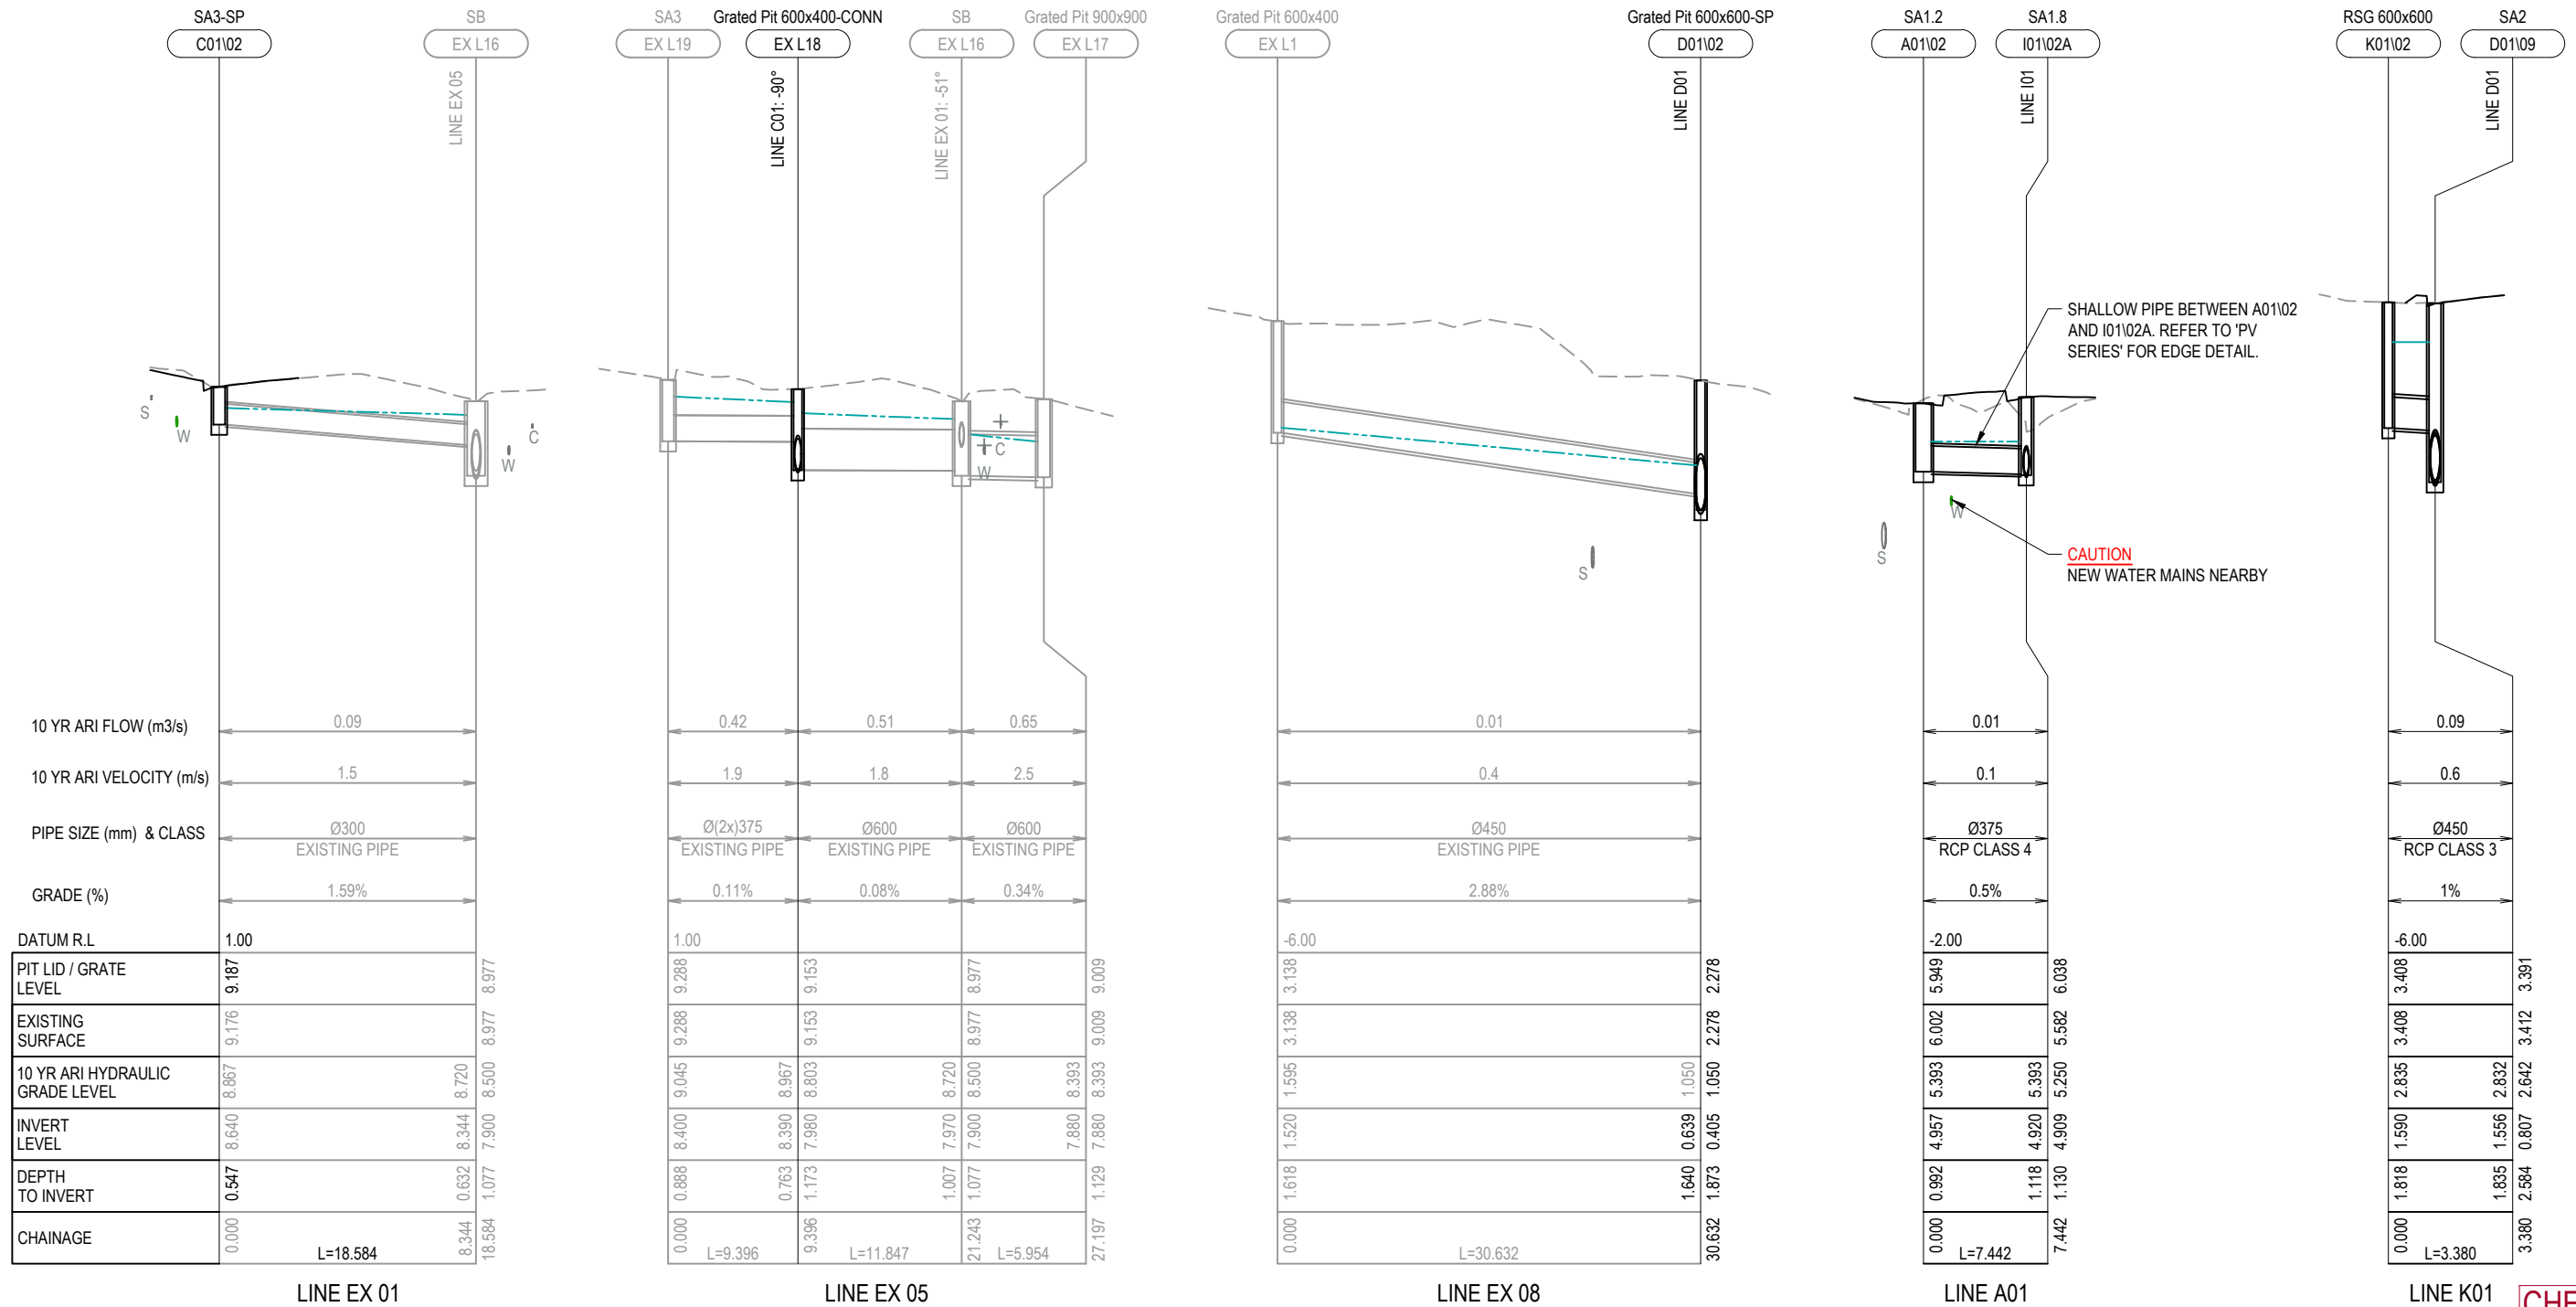 SA3-SP
C01\02
SB
EX L16
SA3
EX L19
Grated Pit 600x400-CONN
EX L18
SB
EX L16
Grated Pit 900x900
EX L17
Grated Pit 600x400
EX L1
Grated Pit 600x600-SP
D01\02
SA1.2
A01\02
SA1.8
I01\02A
RSG 600x600
K01\02
SA2
D01\09
LINE EX 05
LINE C01: -90°
LINE EX 01: -51°
LINE D01
LINE I01
LINE D01
SHALLOW PIPE BETWEEN A01\02
AND I01\02A. REFER TO 'PV
SERIES' FOR EDGE DETAIL.
S
W
W
C
C
W
S
S
W
CAUTION
NEW WATER MAINS NEARBY
10 YR ARI FLOW (m3/s)
0.09
0.42
0.51
0.65
0.01
0.01
0.09
10 YR ARI VELOCITY (m/s)
1.5
1.9
1.8
2.5
0.4
0.1
0.6
PIPE SIZE (mm) & CLASS
Ø300
EXISTING PIPE
Ø(2x)375
EXISTING PIPE
Ø600
EXISTING PIPE
Ø600
EXISTING PIPE
Ø450
EXISTING PIPE
Ø375
RCP CLASS 4
Ø450
RCP CLASS 3
GRADE (%)
1.59%
0.11%
0.08%
0.34%
2.88%
0.5%
1%
DATUM R.L
1.00
1.00
-6.00
-2.00
-6.00
PIT LID / GRATE
LEVEL
9.187
8.977
9.288
9.153
8.977
9.009
3.138
2.278
5.949
6.038
3.408
3.391
EXISTING
SURFACE
9.176
8.977
9.288
9.153
8.977
9.009
3.138
2.278
6.002
5.582
3.408
3.412
10 YR ARI HYDRAULIC
GRADE LEVEL
8.867
8.720
8.500
9.045
8.967
8.803
8.720
8.500
8.393
8.393
1.595
1.050
1.050
5.393
5.393
5.250
2.835
2.832
2.642
INVERT
LEVEL
8.640
8.344
7.900
8.400
8.390
7.980
7.970
7.900
7.880
7.880
1.520
0.639
0.405
4.957
4.920
4.909
1.590
1.556
0.807
DEPTH
TO INVERT
0.547
0.632
1.077
0.888
0.763
1.173
1.007
1.077
1.129
1.618
1.640
1.873
0.992
1.118
1.130
1.818
1.835
2.584
CHAINAGE
0.000
L=18.584
8.344
18.584
0.000
L=9.396
9.396
L=11.847
21.243
L=5.954
27.197
0.000
L=30.632
30.632
0.000
L=7.442
7.442
0.000
L=3.380
3.380
LINE EX 01
LINE EX 05
LINE EX 08
LINE A01
LINE K01